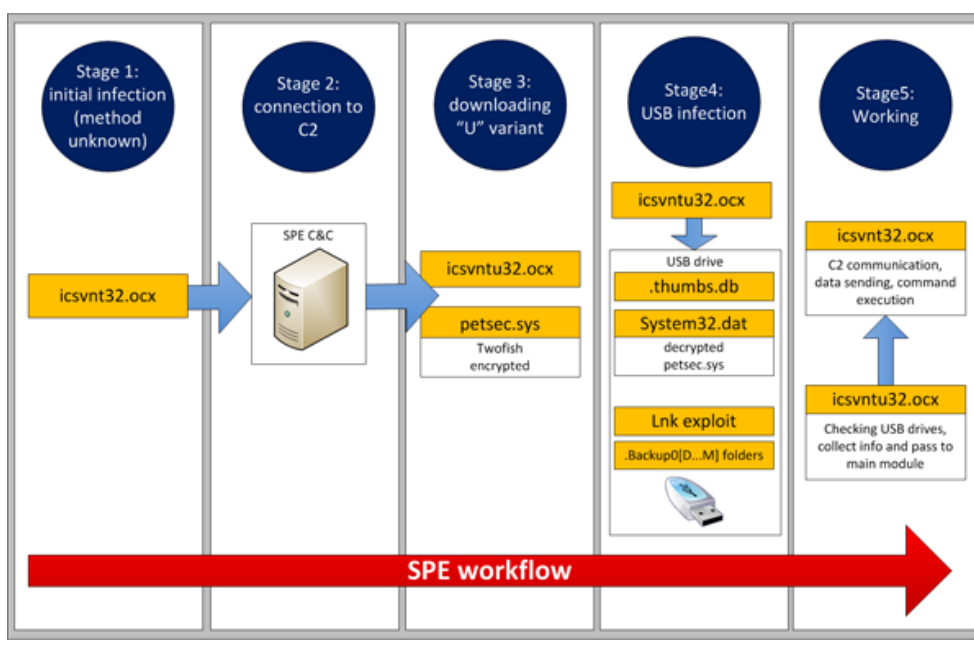 Stage 1:
initial infection
(method
unknown)
Stage 2:
connection to
C2
Stage 3:
downloading
“U” variant
Stage4:
USB infection
Stage5:
Working
icsvnt32.ocx
SPE C&C
icsvntu32.ocx
petsec.sys
Twofish
encrypted
icsvntu32.ocx
USB drive
.thumbs.db
System32.dat
decrypted
petsec.sys
Lnk exploit
.Backup0[D...M] folders
icsvnt32.ocx
C2 communication,
data sending, command
execution
icsvntu32.ocx
Checking USB drives,
collect info and pass to
main module
SPE workflow